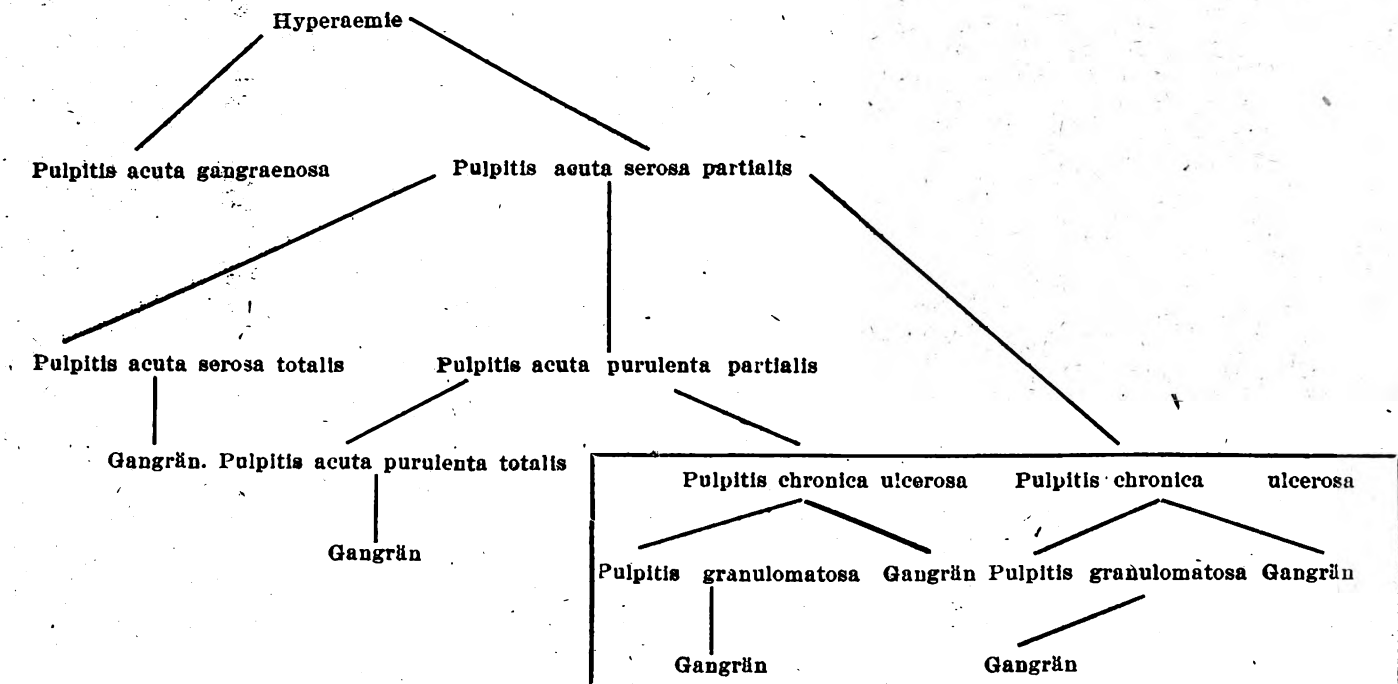 Hyperaemie
Pulpitis acuta gangraenosa Pulpitis acuta serosa partialis
Pulpitis acuta serosa totalis Pulpitis acuta purulenta partialis
Gangrän. Pulpitis acuta purulenta totalis
Pulpitis chronica ulcerosa Pulpitis chronica ulcerosa
Gangrän
Pulpitis granulomatosa Gangrän Pulpitis granulomatosa Gangrän
Gangrän Gangrän